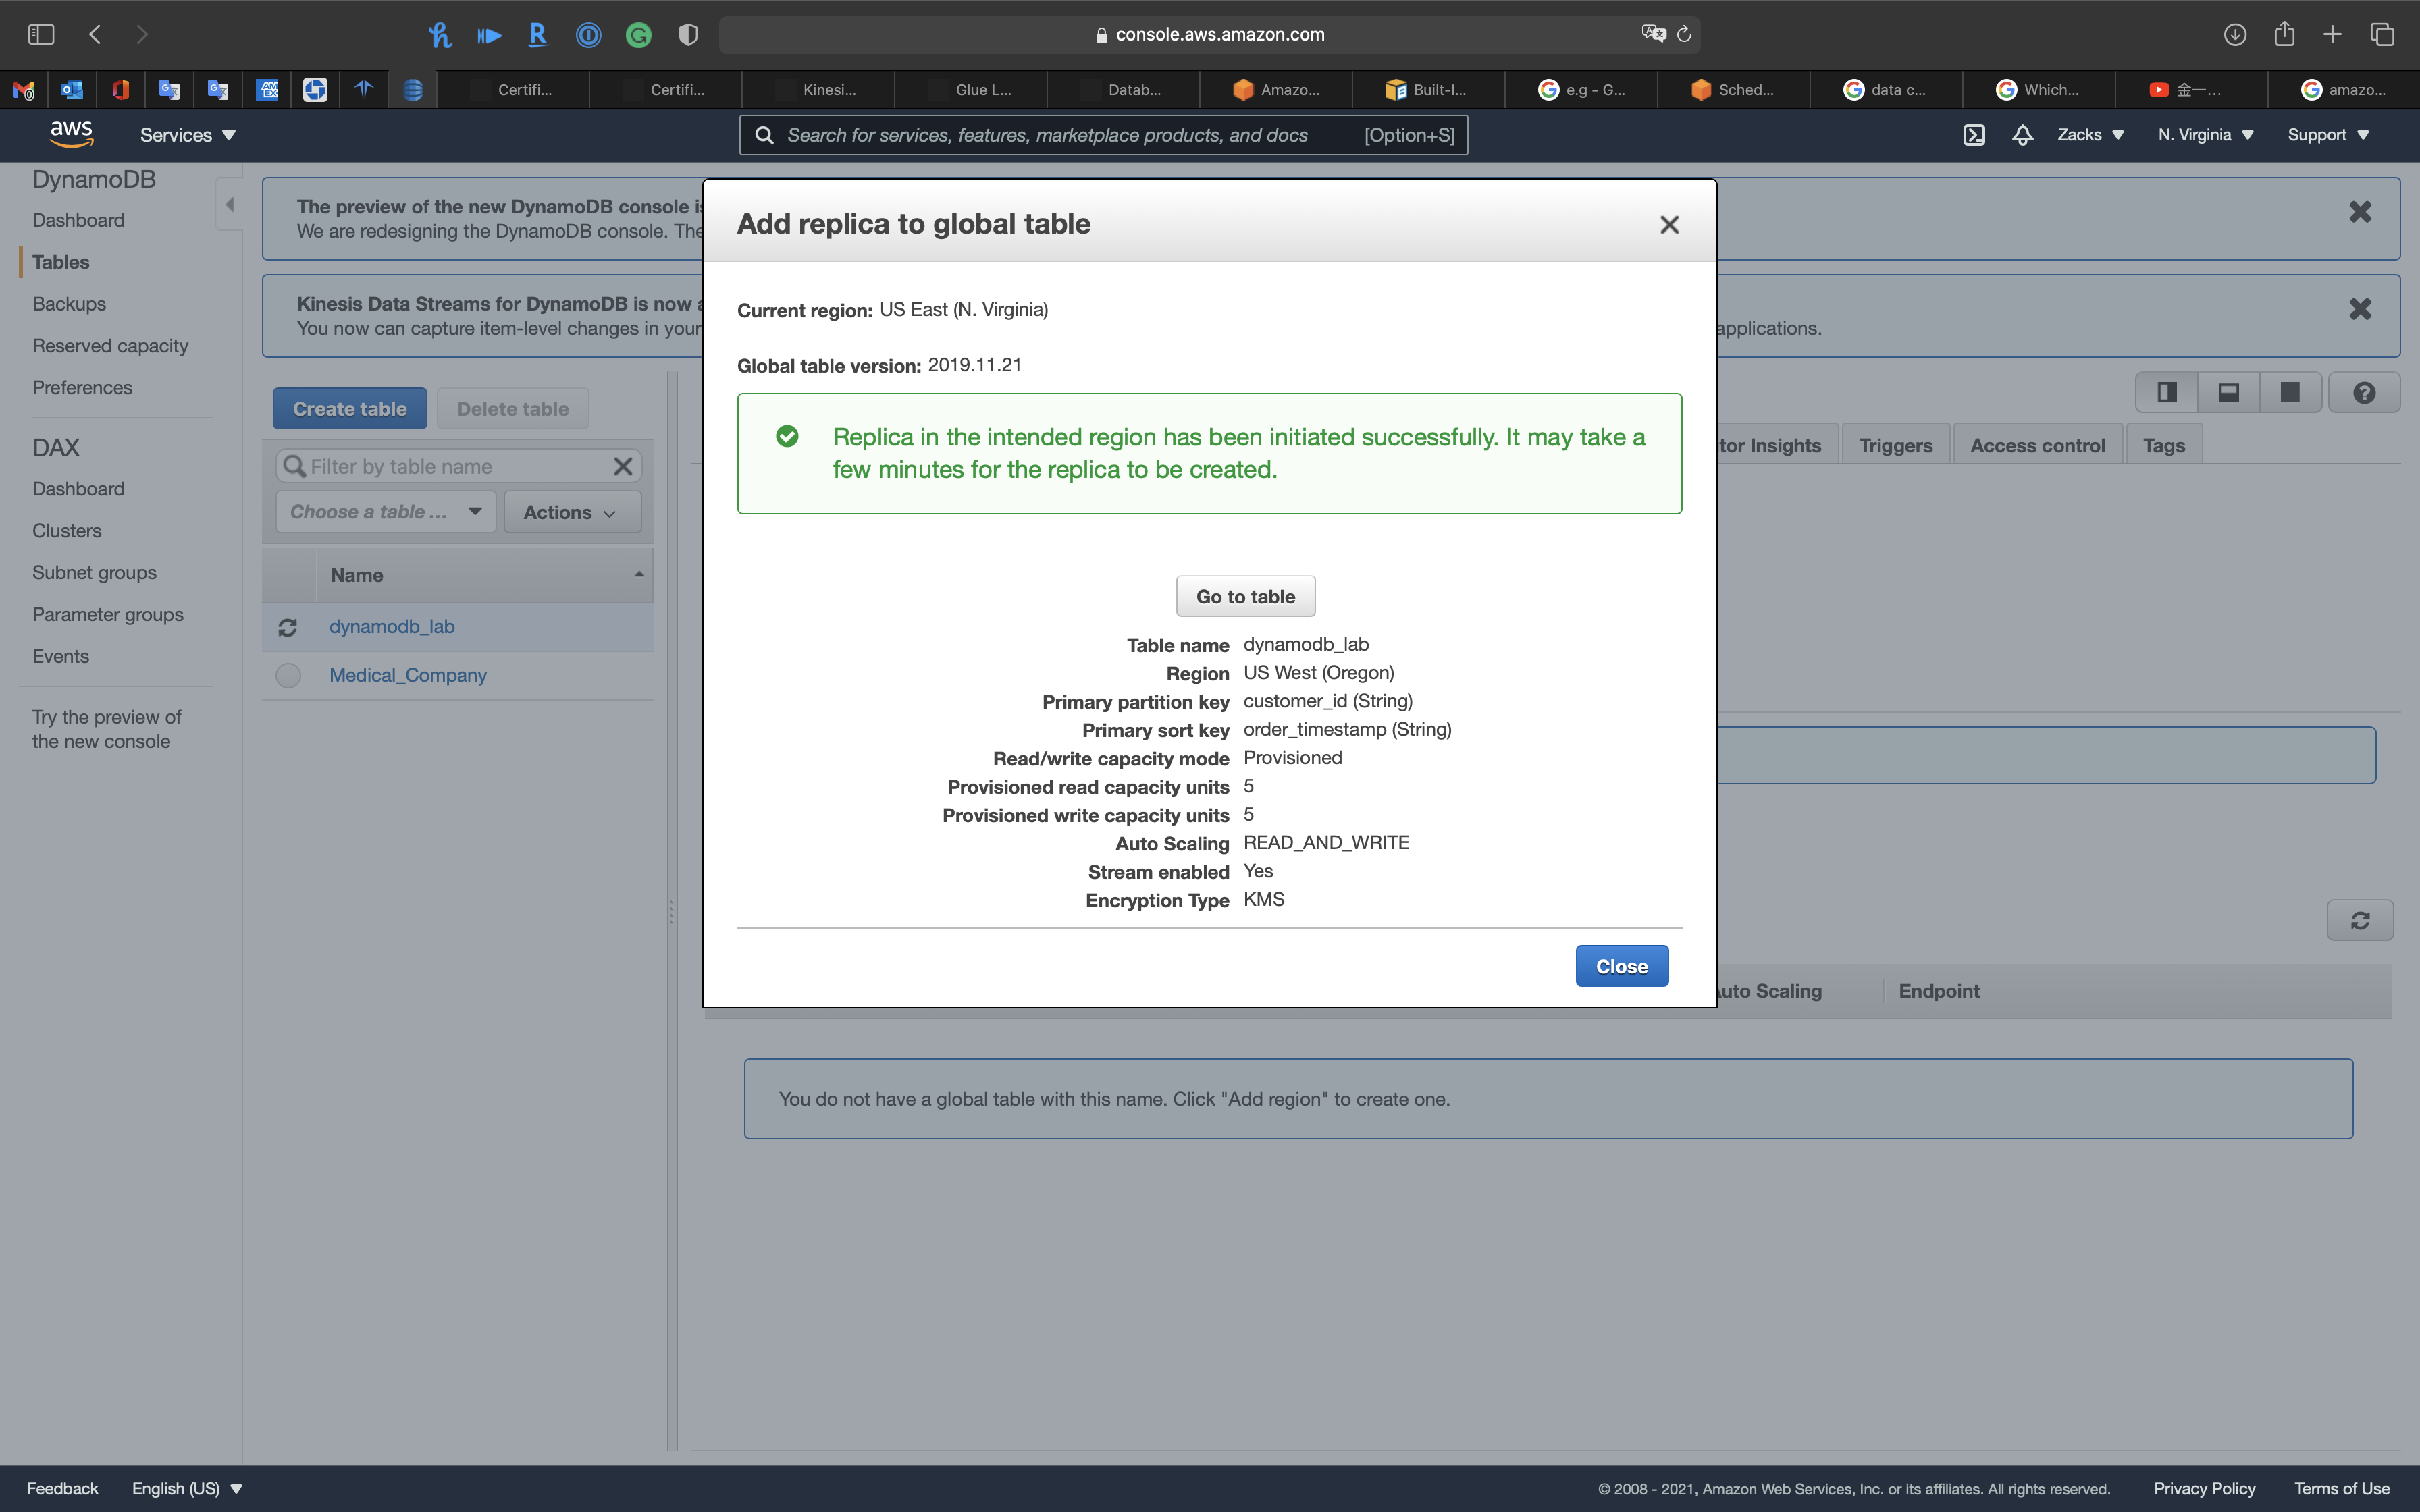 console.aws.amazon.com
Certifi...
Certifi...
Kinesi...
Glue L...
Datab...
Amazo...
Built-I...
e.g - G...
Sched...
data c...
Which...
金一...
amazo...
aws
Services
Search for services, features, marketplace products, and docs
[Option+S]
Zacks
N. Virginia
Support
DynamoDB
Dashboard
Tables
Backups
Reserved capacity
Preferences
DAX
Dashboard
Clusters
Subnet groups
Parameter groups
Events
Try the preview of
the new console
The preview of the new DynamoDB console is
We are redesigning the DynamoDB console. The
Kinesis Data Streams for DynamoDB is now a
You now can capture item-level changes in your
applications.
Create table
Delete table
Filter by table name
Choose a table ...
Actions
Name
dynamodb_lab
Medical_Company
tor Insights
Triggers
Access control
Tags
Add replica to global table
Current region: US East (N. Virginia)
Global table version: 2019.11.21
Replica in the intended region has been initiated successfully. It may take a
few minutes for the replica to be created.
Go to table
Table name dynamodb_lab
Region US West (Oregon)
Primary partition key customer_id (String)
Primary sort key order_timestamp (String)
Read/write capacity mode Provisioned
Provisioned read capacity units 5
Provisioned write capacity units 5
Auto Scaling READ_AND_WRITE
Stream enabled Yes
Encryption Type KMS
Close
Auto Scaling
Endpoint
You do not have a global table with this name. Click "Add region" to create one.
Feedback
English (US)
© 2008 - 2021, Amazon Web Services, Inc. or its affiliates. All rights reserved.
Privacy Policy
Terms of Use